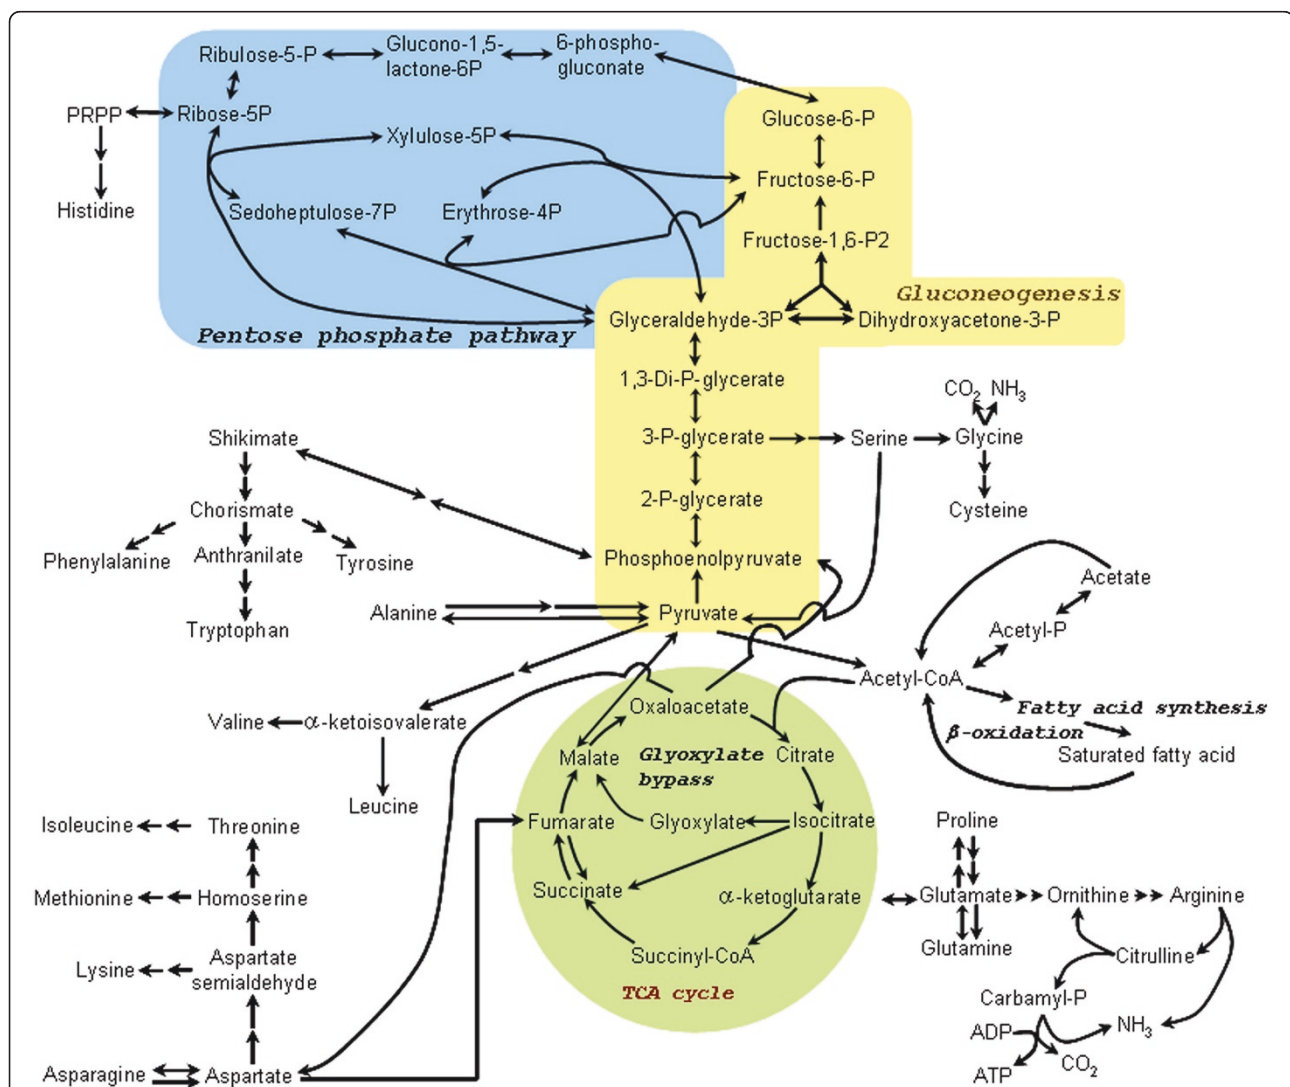 Ribulose-5-P
Glucono-1,5-
lactone-6P
6-phospho-
gluconate
PRPP
Ribose-5P
Glucose-6-P
Xylulose-5P
Fructose-6-P
Histidine
Sedoheptulose-7P
Erythrose-4P
Fructose-1,6-P2
Gluconeogenesis
Pentose phosphate pathway
Glyceraldehyde-3P
Dihydroxyacetone-3-P
1,3-Di-P-glycerate
CO2 NH3
Shikimate
3-P-glycerate
Serine
Glycine
2-P-glycerate
Chorismate
Cysteine
Phenylalanine
Anthranilate
Tyrosine
Phosphoenolpyruvate
Acetate
Tryptophan
Alanine
Pyruvate
Acetyl-P
Acetyl-CoA
Oxaloacetate
Fatty acid synthesis
Valine
α-ketoisovalerate
β-oxidation
Malate
Glyoxylate
bypass
Citrate
Saturated fatty acid
Leucine
Isoleucine
Threonine
Fumarate
Glyoxylate
Isocitrate
Proline
Methionine
Homoserine
Succinate
α-ketoglutarate
Glutamate
Ornithine
Arginine
Glutamine
Lysine
Aspartate
semialdehyde
Succinyl-CoA
Citrulline
TCA cycle
Carbamyl-P
ADP
NH3
Asparagine
Aspartate
ATP
CO2